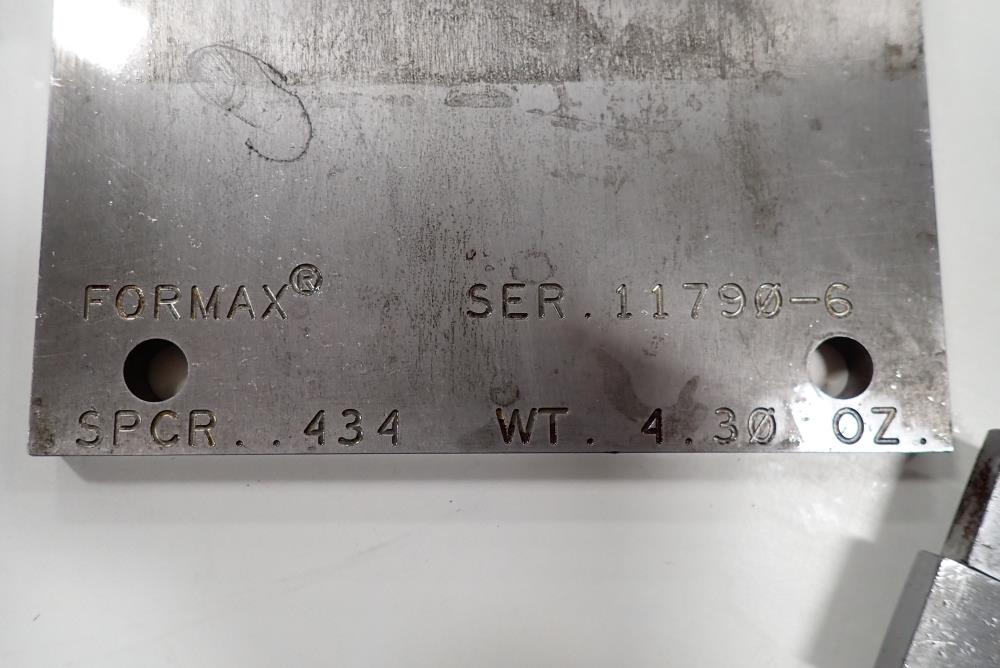 FORMAX® SER. 11790-6
SPCR. .434 WT. 4.30 OZ.